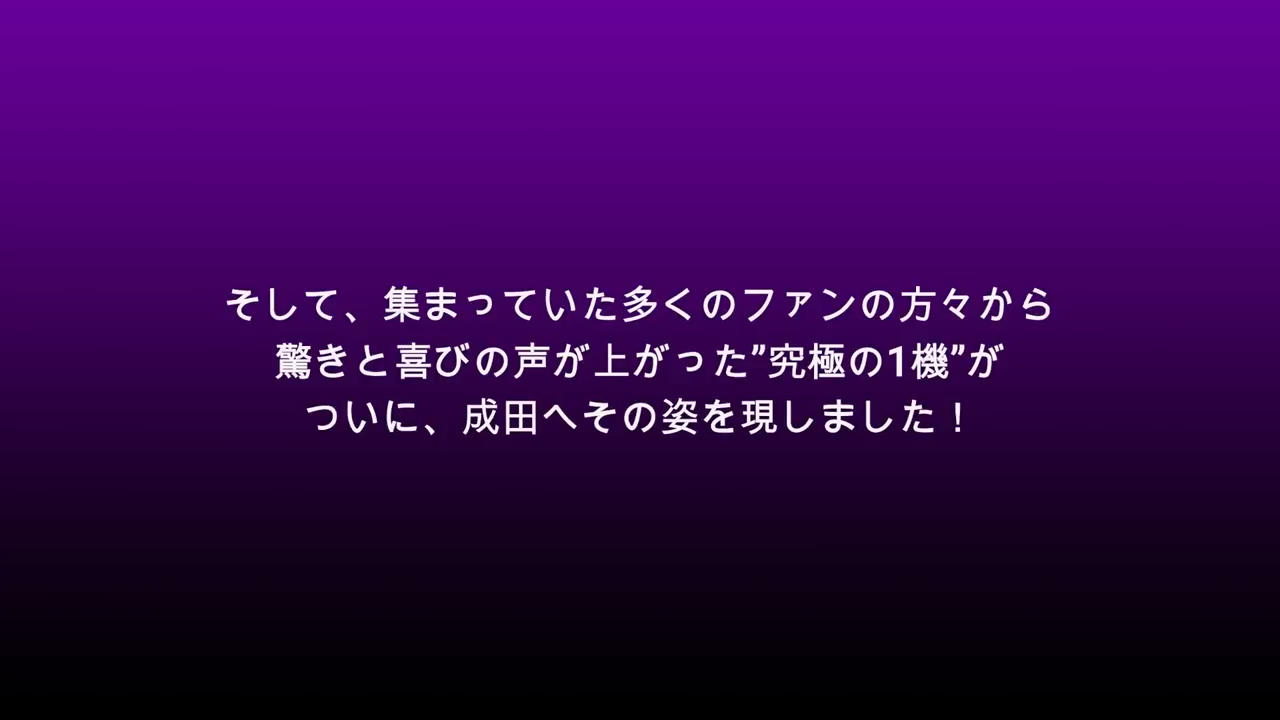 そして、集まっていた多くのファンの方々から
驚きと喜びの声が上がった”究極の1機”が
ついに、成田へその姿を現しました！